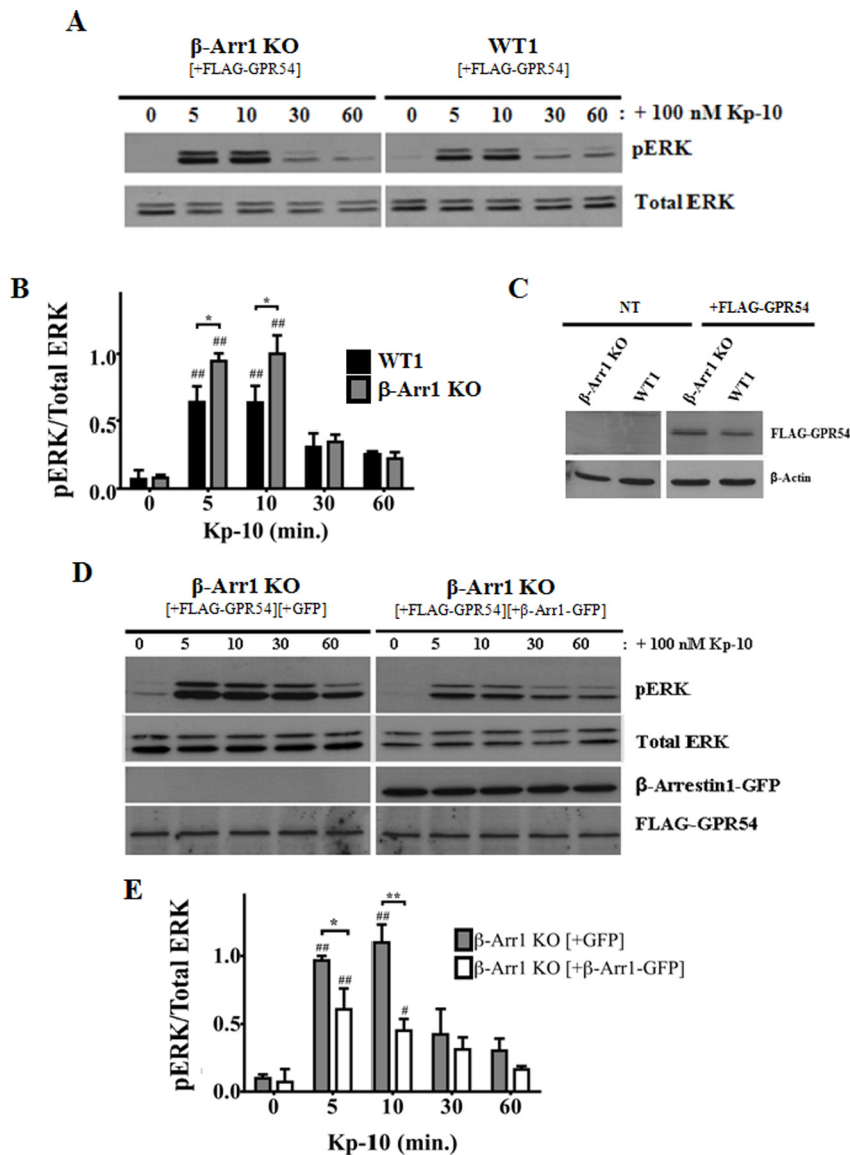 A
β-Arr1 KO WT1
[+FLAG-GPR54] [+FLAG-GPR54]
0 5 10 30 60 0 5 10 30 60 : + 100 nM Kp-10
pERK
Total ERK
B
pERK/Total ERK
1.0
0.5
0.0
* *
## ## ## ##
WT1
β-Arr1 KO
0 5 10 30 60
Kp-10 (min.)
C
NT +FLAG-GPR54
β-Arr1 KO WT1 β-Arr1 KO WT1
FLAG-GPR54
β-Actin
D
β-Arr1 KO β-Arr1 KO
[+FLAG-GPR54][+GFP] [+FLAG-GPR54][+β-Arr1-GFP]
0 5 10 30 60 0 5 10 30 60 : + 100 nM Kp-10
pERK
Total ERK
β-Arrestin1-GFP
FLAG-GPR54
E
pERK/Total ERK
1.0
0.5
0.0
* **
## ## ## #
β-Arr1 KO [+GFP]
β-Arr1 KO [+β-Arr1-GFP]
0 5 10 30 60
Kp-10 (min.)